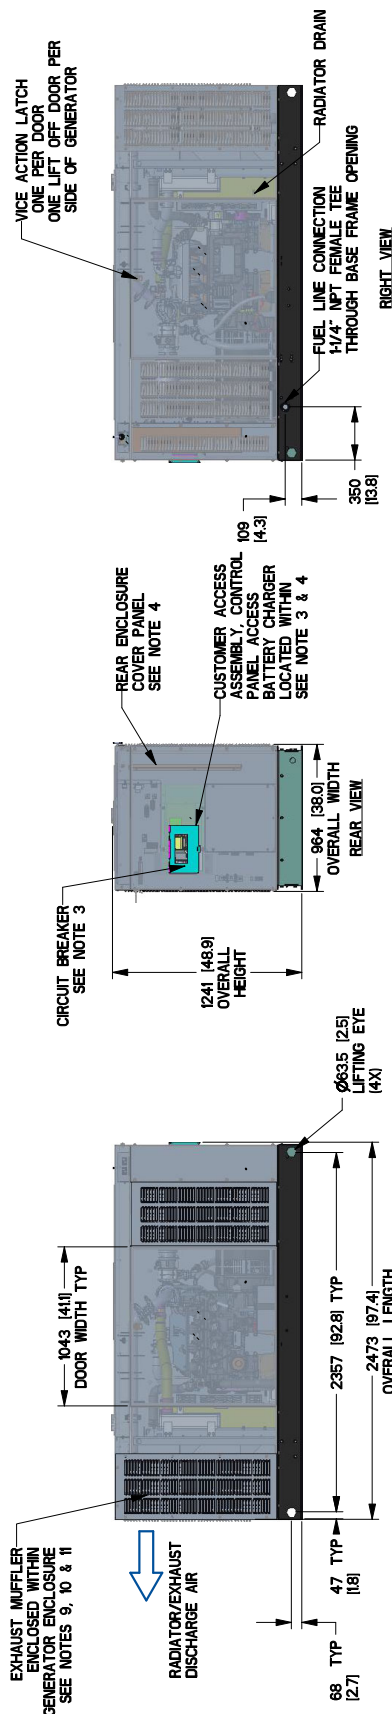 EXHAUST MUFFLER
ENCLOSED WITHIN
GENERATOR ENCLOSURE
SEE NOTES 9, 10 & 11
RADIATOR/EXHAUST
DISCHARGE AIR
1043 [41.1]
DOOR WIDTH TYP
68 TYP
[2.7]
47 TYP
[1.8]
2357 [92.8] TYP
2473 [97.4]
OVERALL LENGTH
Ø63.5 [2.5]
LIFTING EYE
(4X)
CIRCUIT BREAKER
SEE NOTE 3
1241 [48.9]
OVERALL
HEIGHT
REAR ENCLOSURE
COVER PANEL
SEE NOTE 4
CUSTOMER ACCESS
ASSEMBLY, CONTROL
PANEL ACCESS
BATTERY CHARGER
LOCATED WITHIN
SEE NOTE 3 & 4
964 [38.0]
OVERALL WIDTH
REAR VIEW
VICE ACTION LATCH
ONE PER DOOR
ONE LIFT OFF DOOR PER
SIDE OF GENERATOR
109
[4.3]
350
[13.8]
RADIATOR DRAIN
FUEL LINE CONNECTION
1-1/4" NPT FEMALE TEE
THROUGH BASE FRAME OPENING
RIGHT VIEW